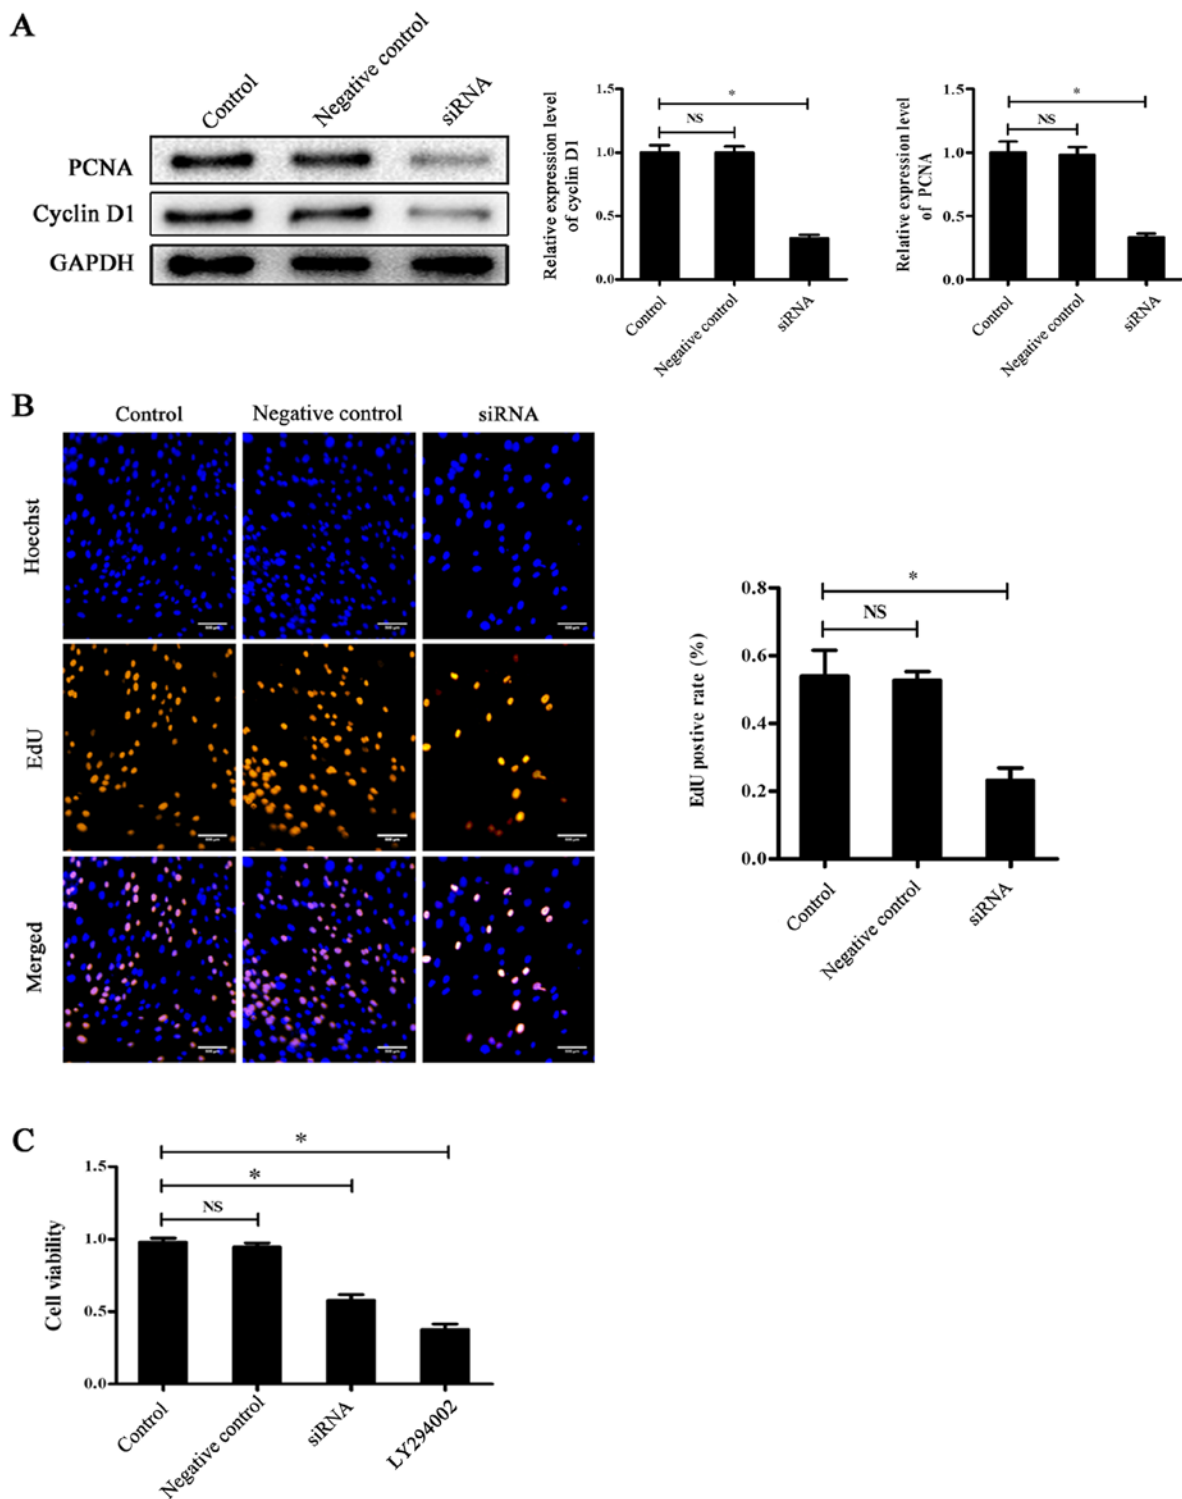 A
Control
Negative control
siRNA
PCNA
Cyclin D1
GAPDH
Relative expression level
of cyclin D1
1.5
1.0
0.5
0.0
*
NS
Control
Negative control
siRNA
Relative expression level
of PCNA
1.5
1.0
0.5
0.0
*
NS
Control
Negative control
siRNA
B
Control
Negative control
siRNA
Hoechst
EdU
Merged
EdU postive rate (%)
0.8
0.6
0.4
0.2
0.0
*
NS
Control
Negative control
siRNA
C
Cell viability
1.5
1.0
0.5
0.0
*
*
NS
Control
Negative control
siRNA
LY294002